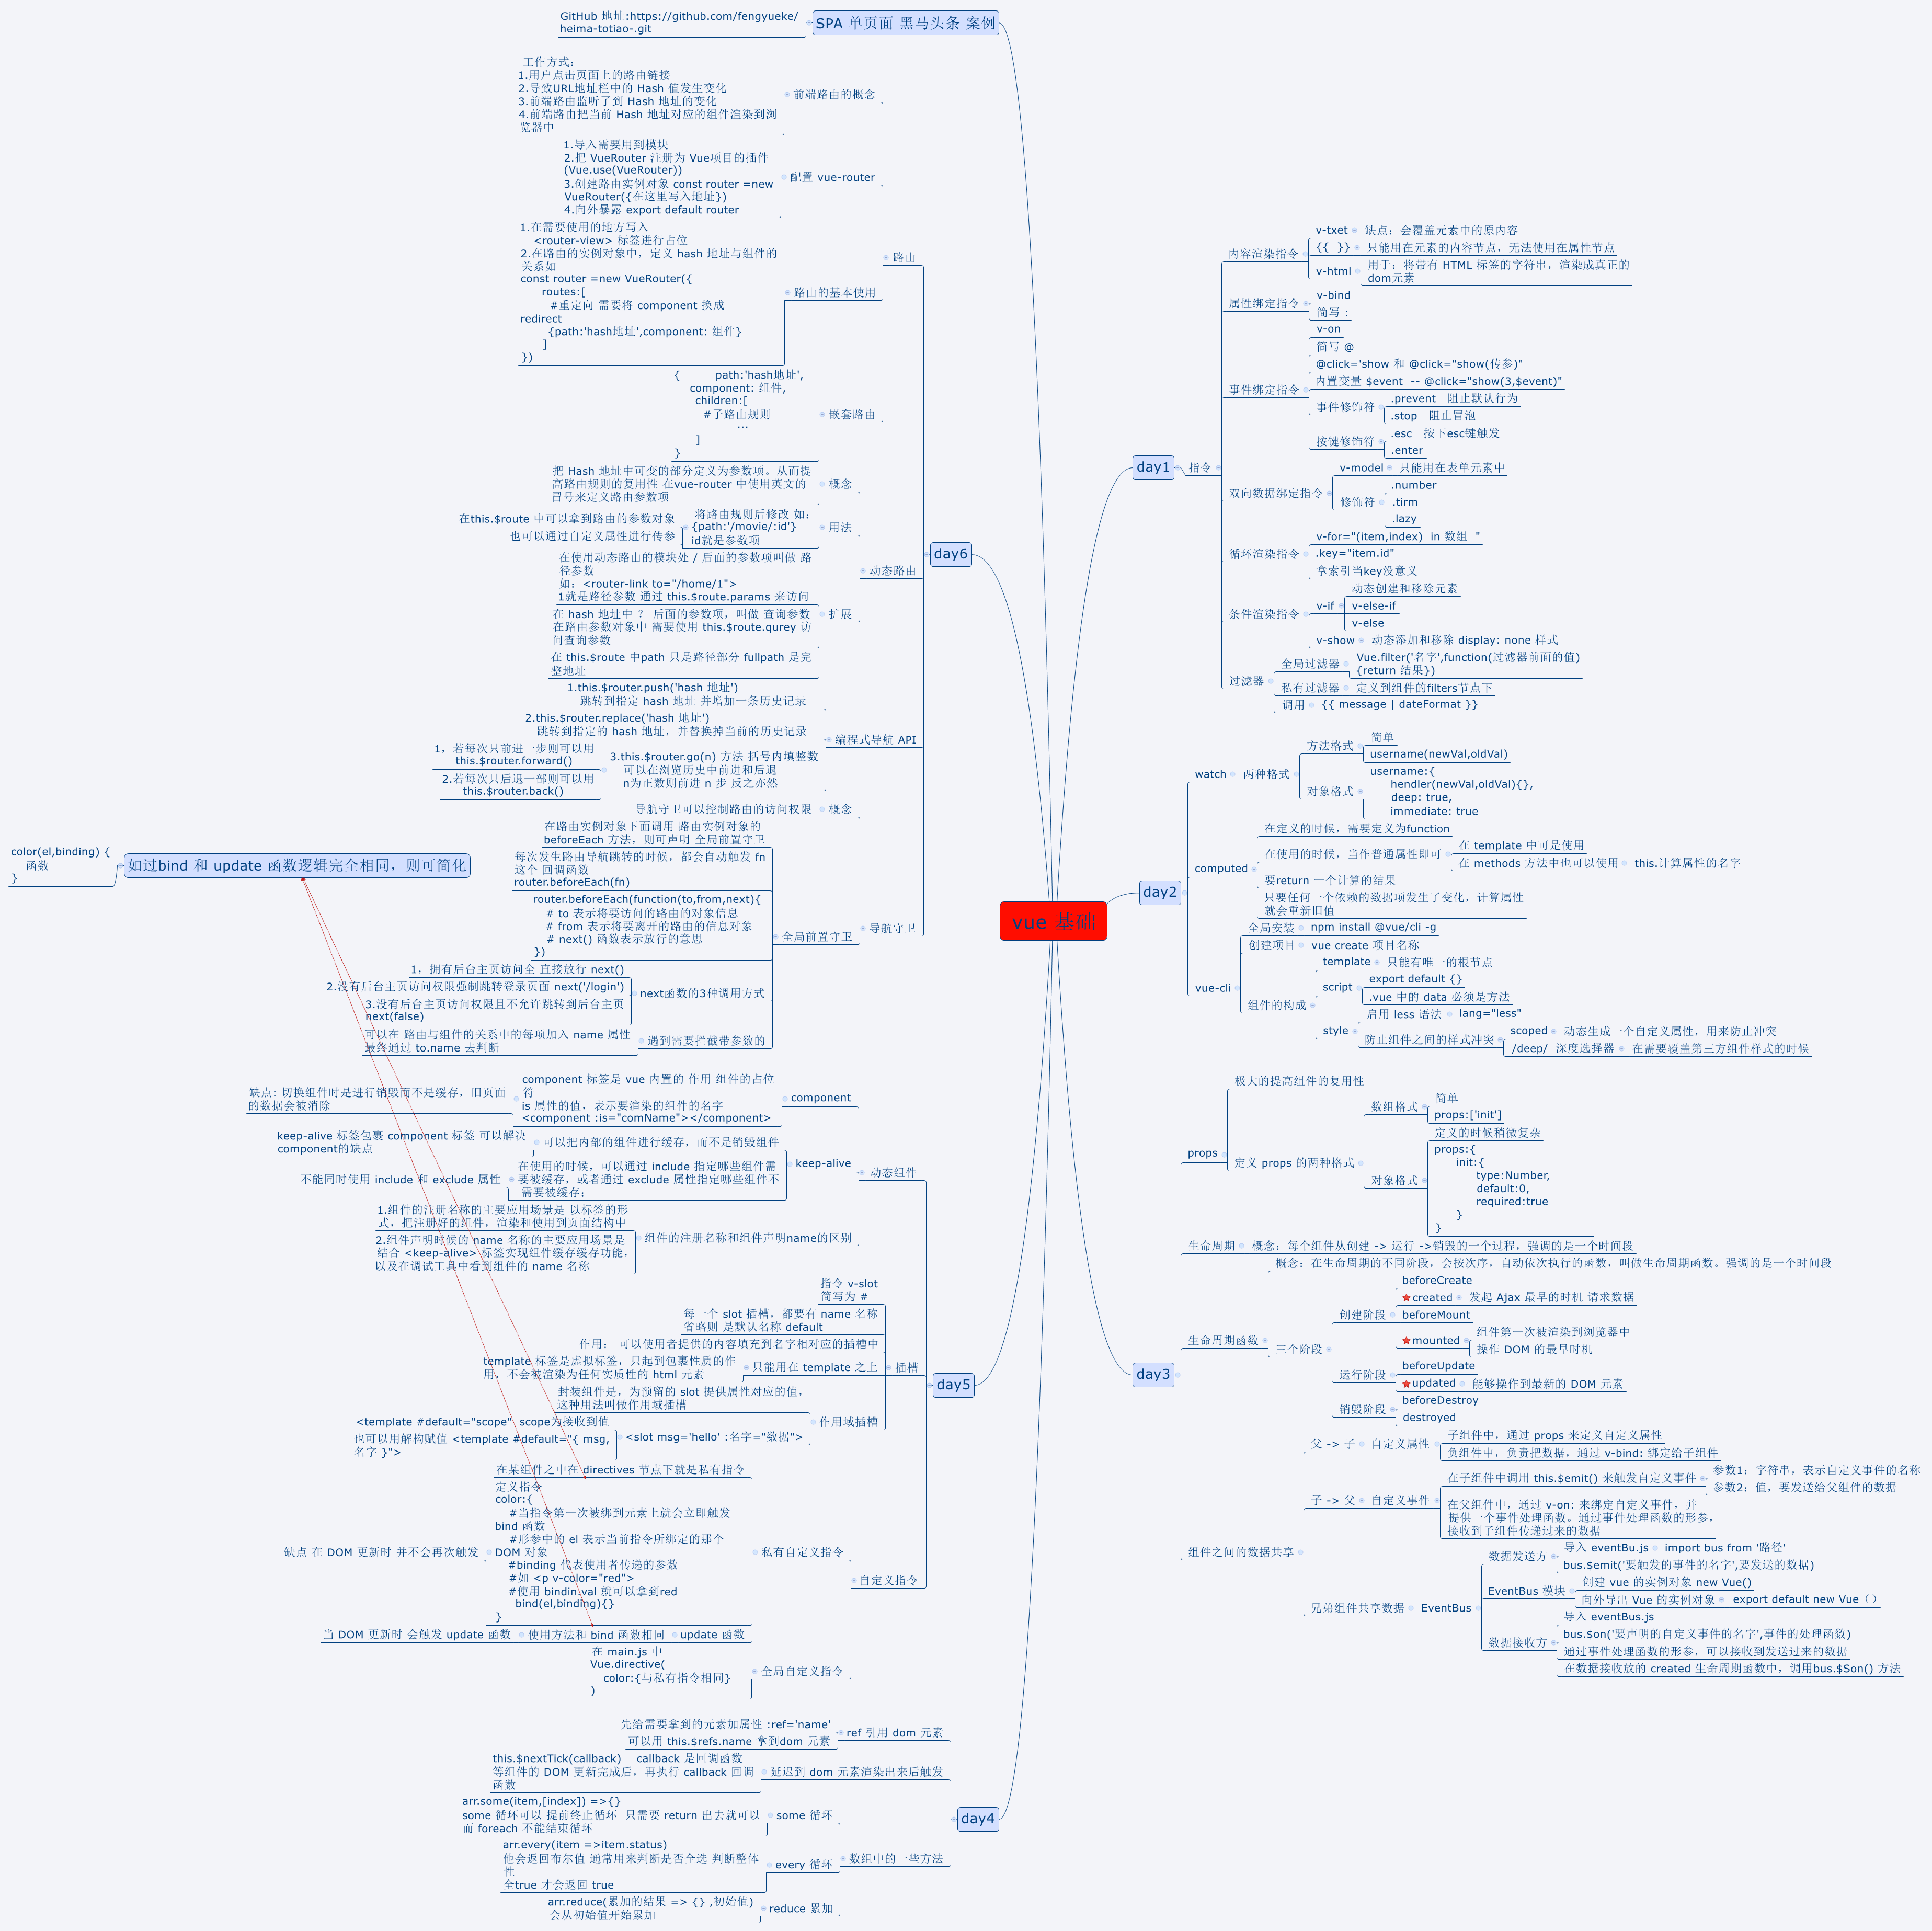 vue 基础
day1
指令
内容渲染指令
v-txet
缺点：会覆盖元素中的原内容
{{  }}
只能用在元素的内容节点，无法使用在属性节点
v-html
用于：将带有 HTML 标签的字符串，渲染成真正的
dom元素
属性绑定指令
v-bind
简写 :
事件绑定指令
v-on
简写 @
@click='show 和 @click="show(传参)"
内置变量 $event  -- @click="show(3,$event)"
事件修饰符
.prevent   阻止默认行为
.stop   阻止冒泡
按键修饰符
.esc   按下esc键触发
.enter
双向数据绑定指令
v-model
只能用在表单元素中
修饰符
.number
.tirm
.lazy
循环渲染指令
v-for="(item,index)  in 数组  "
.key="item.id"
拿索引当key没意义
条件渲染指令
v-if
动态创建和移除元素
v-else-if
v-else
v-show
动态添加和移除 display: none 样式
过滤器
全局过滤器
Vue.filter('名字',function(过滤器前面的值)
{return 结果})
私有过滤器
定义到组件的filters节点下
调用
{{ message | dateFormat }}
day2
watch
两种格式
方法格式
简单
username(newVal,oldVal)
对象格式
username:{
hendler(newVal,oldVal){},
deep: true,
immediate: true
computed
在定义的时候，需要定义为function
在使用的时候，当作普通属性即可
在 template 中可是使用
在 methods 方法中也可以使用
this.计算属性的名字
要return 一个计算的结果
只要任何一个依赖的数据项发生了变化，计算属性
就会重新旧值
vue-cli
全局安装
npm install @vue/cli -g
创建项目
vue create 项目名称
组件的构成
template
只能有唯一的根节点
script
export default {}
.vue 中的 data 必须是方法
style
启用 less 语法
lang="less"
防止组件之间的样式冲突
scoped
动态生成一个自定义属性，用来防止冲突
/deep/  深度选择器
在需要覆盖第三方组件样式的时候
day3
props
极大的提高组件的复用性
定义 props 的两种格式
数组格式
简单
props:['init']
对象格式
定义的时候稍微复杂
props:{
init:{
type:Number,
default:0,
required:true
}
}
生命周期
概念：每个组件从创建 -> 运行 ->销毁的一个过程，强调的是一个时间段
生命周期函数
概念：在生命周期的不同阶段，会按次序，自动依次执行的函数，叫做生命周期函数。强调的是一个时间段
三个阶段
创建阶段
beforeCreate
created
发起 Ajax 最早的时机 请求数据
beforeMount
mounted
组件第一次被渲染到浏览器中
操作 DOM 的最早时机
运行阶段
beforeUpdate
updated
能够操作到最新的 DOM 元素
销毁阶段
beforeDestroy
destroyed
组件之间的数据共享
父 -> 子
自定义属性
子组件中，通过 props 来定义自定义属性
负组件中，负责把数据，通过 v-bind: 绑定给子组件
子 -> 父
自定义事件
在子组件中调用 this.$emit() 来触发自定义事件
参数1：字符串，表示自定义事件的名称
参数2：值，要发送给父组件的数据
在父组件中，通过 v-on: 来绑定自定义事件，并
提供一个事件处理函数。通过事件处理函数的形参，
接收到子组件传递过来的数据
兄弟组件共享数据
EventBus
数据发送方
导入 eventBu.js
import bus from '路径'
bus.$emit('要触发的事件的名字',要发送的数据)
EventBus 模块
创建 vue 的实例对象 new Vue()
向外导出 Vue 的实例对象
export default new Vue（）
数据接收方
导入 eventBus.js
bus.$on('要声明的自定义事件的名字',事件的处理函数)
通过事件处理函数的形参，可以接收到发送过来的数据
在数据接收放的 created 生命周期函数中，调用bus.$Son() 方法
day4
ref 引用 dom 元素
先给需要拿到的元素加属性 :ref='name'
可以用 this.$refs.name 拿到dom 元素
延迟到 dom 元素渲染出来后触发
this.$nextTick(callback)    callback 是回调函数
等组件的 DOM 更新完成后，再执行 callback 回调
函数
数组中的一些方法
some 循环
arr.some(item,[index]) =>{}
some 循环可以 提前终止循环  只需要 return 出去就可以
而 foreach 不能结束循环
every 循环
arr.every(item =>item.status)
他会返回布尔值 通常用来判断是否全选 判断整体
性
全true 才会返回 true
reduce 累加
arr.reduce(累加的结果 => {} ,初始值)
会从初始值开始累加
day5
动态组件
component
component 标签是 vue 内置的 作用 组件的占位
符
is 属性的值，表示要渲染的组件的名字
<component :is="comName"></component>
缺点: 切换组件时是进行销毁而不是缓存，旧页面
的数据会被消除
keep-alive
可以把内部的组件进行缓存，而不是销毁组件
keep-alive 标签包裹 component 标签 可以解决
component的缺点
在使用的时候，可以通过 include 指定哪些组件需
要被缓存，或者通过 exclude 属性指定哪些组件不
需要被缓存；
不能同时使用 include 和 exclude 属性
组件的注册名称和组件声明name的区别
1.组件的注册名称的主要应用场景是 以标签的形
式，把注册好的组件，渲染和使用到页面结构中
2.组件声明时候的 name 名称的主要应用场景是
结合 <keep-alive> 标签实现组件缓存缓存功能，
以及在调试工具中看到组件的 name 名称
插槽
指令 v-slot
简写为 #
每一个 slot 插槽，都要有 name 名称
省略则 是默认名称 default
作用： 可以使用者提供的内容填充到名字相对应的插槽中
只能用在 template 之上
template 标签是虚拟标签，只起到包裹性质的作
用，不会被渲染为任何实质性的 html 元素
作用域插槽
封装组件是，为预留的 slot 提供属性对应的值，
这种用法叫做作用域插槽
<slot msg='hello' :名字="数据">
<template #default="scope"  scope为接收到值
也可以用解构赋值 <template #default="{ msg,
名字 }">
自定义指令
私有自定义指令
在某组件之中在 directives 节点下就是私有指令
定义指令
color:{
#当指令第一次被绑到元素上就会立即触发
bind 函数
#形参中的 el 表示当前指令所绑定的那个
DOM 对象
#binding 代表使用者传递的参数
#如 <p v-color="red">
#使用 bindin.val 就可以拿到red
bind(el,binding){}
}
缺点 在 DOM 更新时 并不会再次触发
update 函数
使用方法和 bind 函数相同
当 DOM 更新时 会触发 update 函数
全局自定义指令
在 main.js 中
Vue.directive(
color:{与私有指令相同}
)
day6
路由
前端路由的概念
工作方式：
1.用户点击页面上的路由链接
2.导致URL地址栏中的 Hash 值发生变化
3.前端路由监听了到 Hash 地址的变化
4.前端路由把当前 Hash 地址对应的组件渲染到浏
览器中
配置 vue-router
1.导入需要用到模块
2.把 VueRouter 注册为 Vue项目的插件
(Vue.use(VueRouter))
3.创建路由实例对象 const router =new
VueRouter({在这里写入地址})
4.向外暴露 export default router
路由的基本使用
1.在需要使用的地方写入
<router-view> 标签进行占位
2.在路由的实例对象中，定义 hash 地址与组件的
关系如
const router =new VueRouter({
routes:[
#重定向 需要将 component 换成
redirect
{path:'hash地址',component: 组件}
]
})
嵌套路由
{          path:'hash地址',
component: 组件,
children:[
#子路由规则
...
]
}
动态路由
概念
把 Hash 地址中可变的部分定义为参数项。从而提
高路由规则的复用性 在vue-router 中使用英文的
冒号来定义路由参数项
用法
将路由规则后修改 如：
{path:'/movie/:id'}
id就是参数项
在this.$route 中可以拿到路由的参数对象
也可以通过自定义属性进行传参
扩展
在使用动态路由的模块处 / 后面的参数项叫做 路
径参数
如：<router-link to="/home/1">
1就是路径参数 通过 this.$route.params 来访问
在 hash 地址中 ？ 后面的参数项，叫做 查询参数
在路由参数对象中 需要使用 this.$route.qurey 访
问查询参数
在 this.$route 中path 只是路径部分 fullpath 是完
整地址
编程式导航 API
1.this.$router.push('hash 地址')
跳转到指定 hash 地址 并增加一条历史记录
2.this.$router.replace('hash 地址')
跳转到指定的 hash 地址，并替换掉当前的历史记录
3.this.$router.go(n) 方法 括号内填整数
可以在浏览历史中前进和后退
n为正数则前进 n 步 反之亦然
1，若每次只前进一步则可以用
this.$router.forward()
2.若每次只后退一部则可以用
this.$router.back()
导航守卫
概念
导航守卫可以控制路由的访问权限
全局前置守卫
在路由实例对象下面调用 路由实例对象的
beforeEach 方法，则可声明 全局前置守卫
每次发生路由导航跳转的时候，都会自动触发 fn
这个 回调函数
router.beforeEach(fn)
router.beforeEach(function(to,from,next){
# to 表示将要访问的路由的对象信息
# from 表示将要离开的路由的信息对象
# next() 函数表示放行的意思
})
next函数的3种调用方式
1，拥有后台主页访问全 直接放行 next()
2.没有后台主页访问权限强制跳转登录页面 next('/login')
3.没有后台主页访问权限且不允许跳转到后台主页
next(false)
遇到需要拦截带参数的
可以在 路由与组件的关系中的每项加入 name 属性
最终通过 to.name 去判断
SPA 单页面 黑马头条 案例
GitHub 地址:https://github.com/fengyueke/
heima-totiao-.git
如过bind 和 update 函数逻辑完全相同，则可简化
color(el,binding) {
函数
}